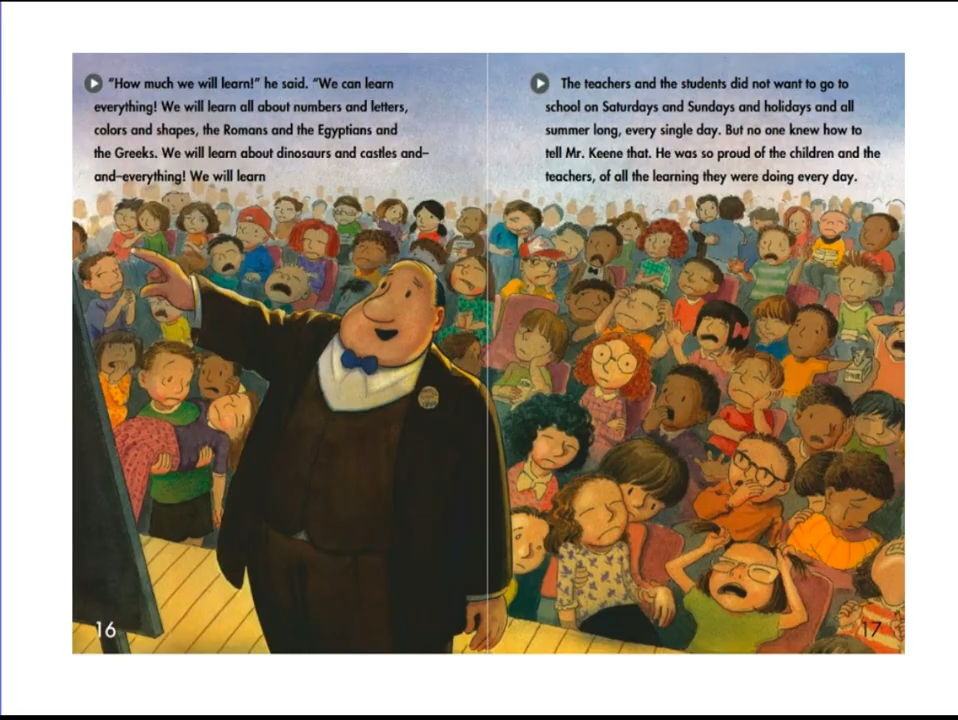 “How much we will learn!” he said. “We can learn
everything! We will learn all about numbers and letters,
colors and shapes, the Romans and the Egyptians and
the Greeks. We will learn about dinosaurs and castles and–
and–everything! We will learn
The teachers and the students did not want to go to
school on Saturdays and Sundays and holidays and all
summer long, every single day. But no one knew how to
tell Mr. Keene that. He was so proud of the children and the
teachers, of all the learning they were doing every day.
16
17